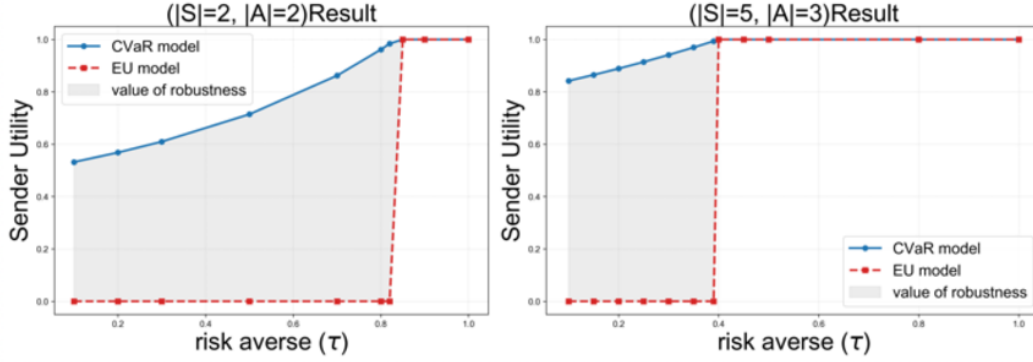 (|S|=2, |A|=2)Result
Sender Utility
1.0
0.8
0.6
0.4
0.2
0.0
CVaR model
EU model
value of robustness
0.2 0.4 0.6 0.8 1.0
risk averse (τ)
(|S|=5, |A|=3)Result
Sender Utility
1.0
0.8
0.6
0.4
0.2
0.0
CVaR model
EU model
value of robustness
0.2 0.4 0.6 0.8 1.0
risk averse (τ)